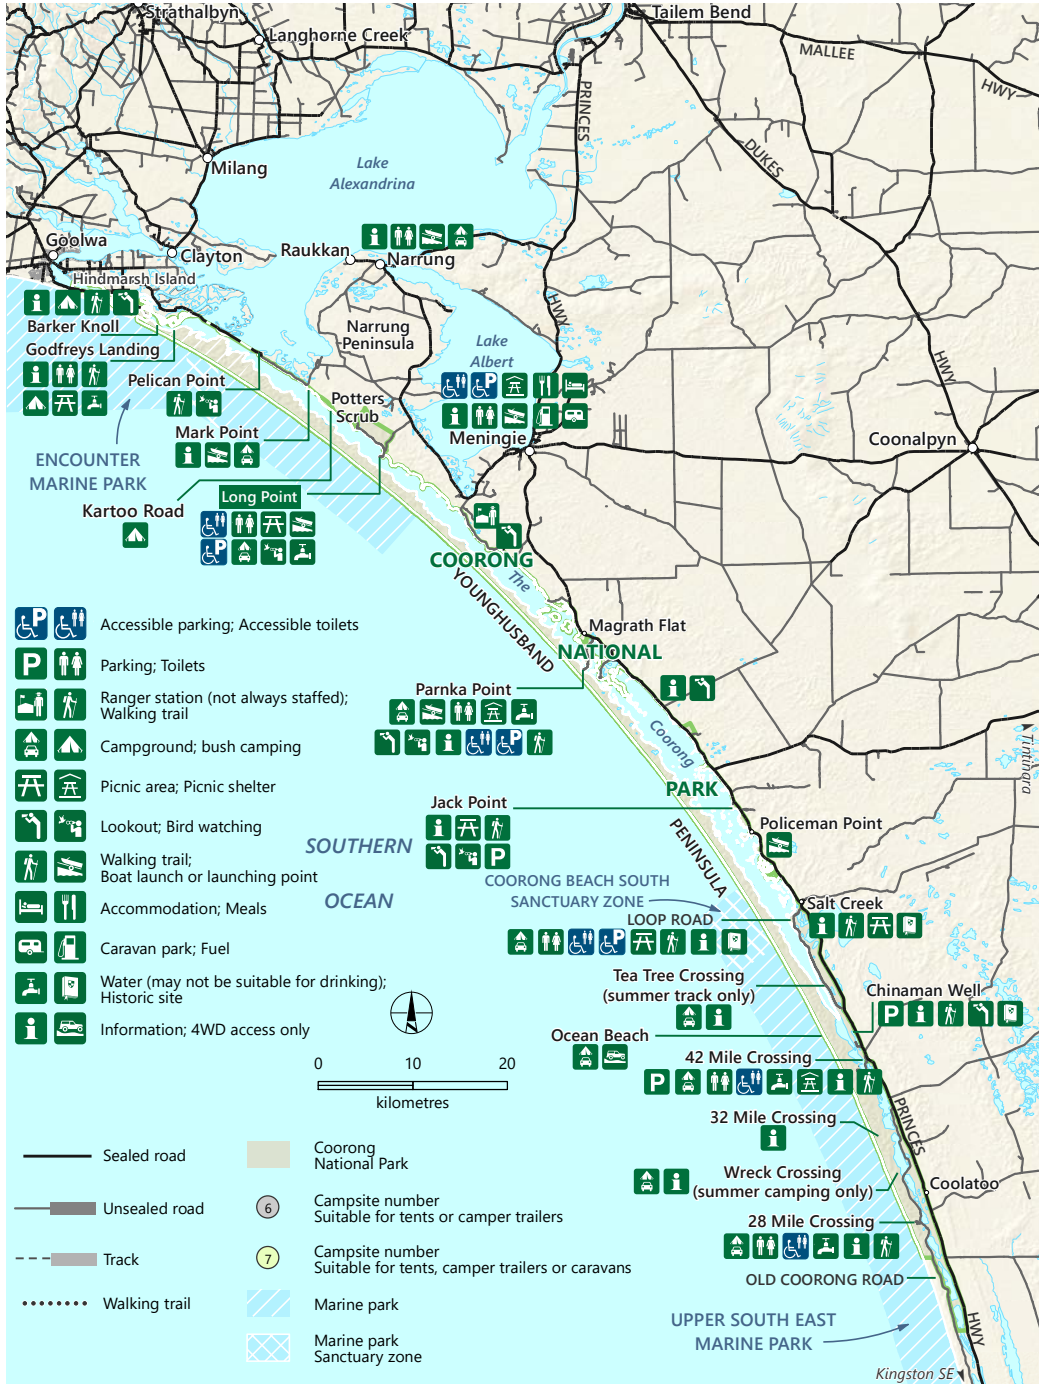 Strathalbyn
Langhorne Creek
Tailem Bend
MALLEE
HWY
PRINCES
DUKES
Milang
Lake
Alexandrina
Goolwa
Clayton
Raukkan
Narrung
Hindmarsh Island
Barker Knoll
Godfreys Landing
Narrung
Peninsula
HWY
Lake
Albert
HWY
Pelican Point
Potters
Scrub
Mark Point
Meningie
Coonalpyn
ENCOUNTER
MARINE PARK
Kartoo Road
Long Point
COORONG
The
YOUNGHUSBAND
Accessible parking; Accessible toilets
Magrath Flat
NATIONAL
P
Parking; Toilets
Parnka Point
Ranger station (not always staffed);
Walking trail
Coorong
Campground; bush camping
Tintinara
Picnic area; Picnic shelter
PARK
Jack Point
Lookout; Bird watching
P
SOUTHERN
OCEAN
PENINSULA
Policeman Point
Walking trail;
Boat launch or launching point
COORONG BEACH SOUTH
SANCTUARY ZONE
Accommodation; Meals
Salt Creek
LOOP ROAD
Caravan park; Fuel
Tea Tree Crossing
(summer track only)
Water (may not be suitable for drinking);
Historic site
Chinaman Well
P
Information; 4WD access only
Ocean Beach
42 Mile Crossing
P
0 10 20
kilometres
PRINCES
32 Mile Crossing
Sealed road
Coorong
National Park
Wreck Crossing
(summer camping only)
Coolatoo
Unsealed road
6
Campsite number
Suitable for tents or camper trailers
28 Mile Crossing
Track
7
Campsite number
Suitable for tents, camper trailers or caravans
OLD COORONG ROAD
Walking trail
Marine park
UPPER SOUTH EAST
MARINE PARK
HWY
Marine park
Sanctuary zone
Kingston SE